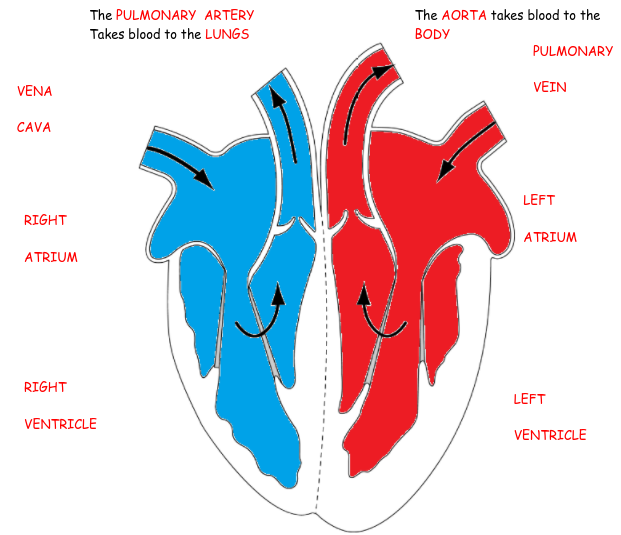 The PULMONARY ARTERY
Takes blood to the LUNGS
The AORTA takes blood to the
BODY
PULMONARY
VEIN
VENA
CAVA
LEFT
ATRIUM
RIGHT
ATRIUM
RIGHT
VENTRICLE
LEFT
VENTRICLE